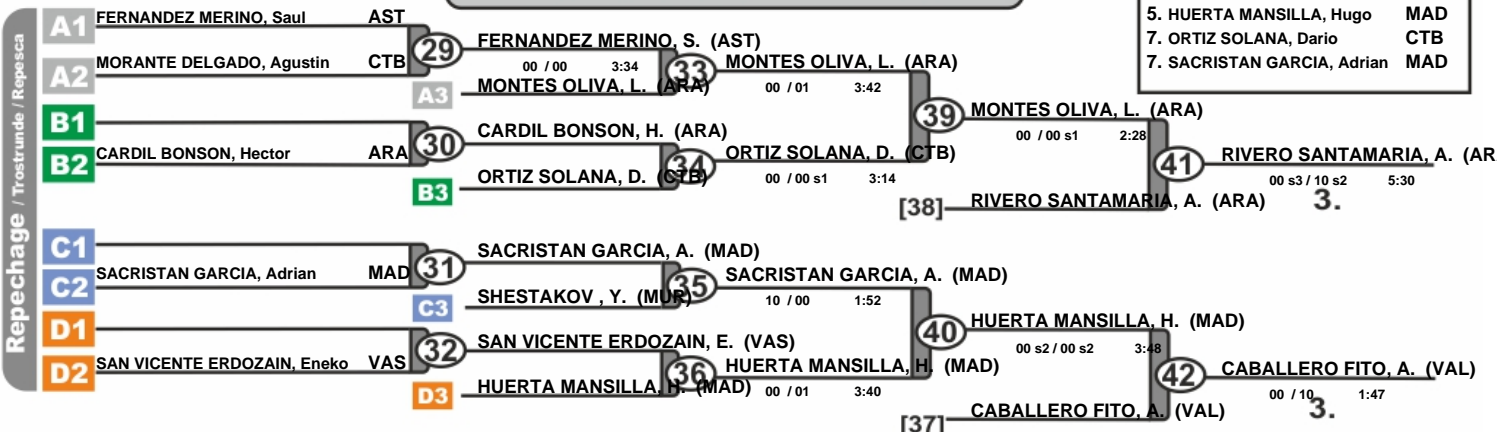 Repechage / Trostrunde / Repesca
A1 FERNANDEZ MERINO, Saul AST
A2 MORANTE DELGADO, Agustin CTB
B1
B2 CARDIL BONSON, Hector ARA
C1
C2 SACRISTAN GARCIA, Adrian MAD
D1
D2 SAN VICENTE ERDOZAIN, Eneko VAS
29
30
31
32
FERNANDEZ MERINO, S. (AST)
00 / 00 3:34
A3 MONTES OLIVA, L. (ARA)
CARDIL BONSON, H. (ARA)
B3 ORTIZ SOLANA, D. (CTB)
SACRISTAN GARCIA, A. (MAD)
C3 SHESTAKOV , Y. (MUR)
SAN VICENTE ERDOZAIN, E. (VAS)
D3 HUERTA MANSILLA, H. (MAD)
33
34
35
36
MONTES OLIVA, L. (ARA)
00 / 01 3:42
ORTIZ SOLANA, D. (CTB)
00 / 00 s1 3:14
SACRISTAN GARCIA, A. (MAD)
10 / 00 1:52
HUERTA MANSILLA, H. (MAD)
00 / 01 3:40
39
40
MONTES OLIVA, L. (ARA)
00 / 00 s1 2:28
[38] RIVERO SANTAMARIA, A. (ARA)
HUERTA MANSILLA, H. (MAD)
00 s2 / 00 s2 3:48
[37] CABALLERO FITO, A. (VAL)
41
42
RIVERO SANTAMARIA, A. (AR
00 s3 / 10 s2 5:30
3.
CABALLERO FITO, A. (VAL)
00 / 10 1:47
3.
5. HUERTA MANSILLA, Hugo MAD
7. ORTIZ SOLANA, Dario CTB
7. SACRISTAN GARCIA, Adrian MAD